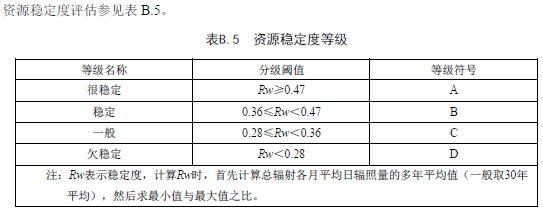 资源稳定度评估参见表 B.5。
表B.5 资源稳定度等级
等级名称 分级阈值 等级符号
很稳定 Rw≥0.47 A
稳定 0.36≤Rw＜0.47 B
一般 0.28≤Rw＜0.36 C
欠稳定 Rw＜0.28 D
注：Rw表示稳定度，计算Rw时，首先计算总辐射各月平均日辐照量的多年平均值（一般取30年
平均），然后求最小值与最大值之比。